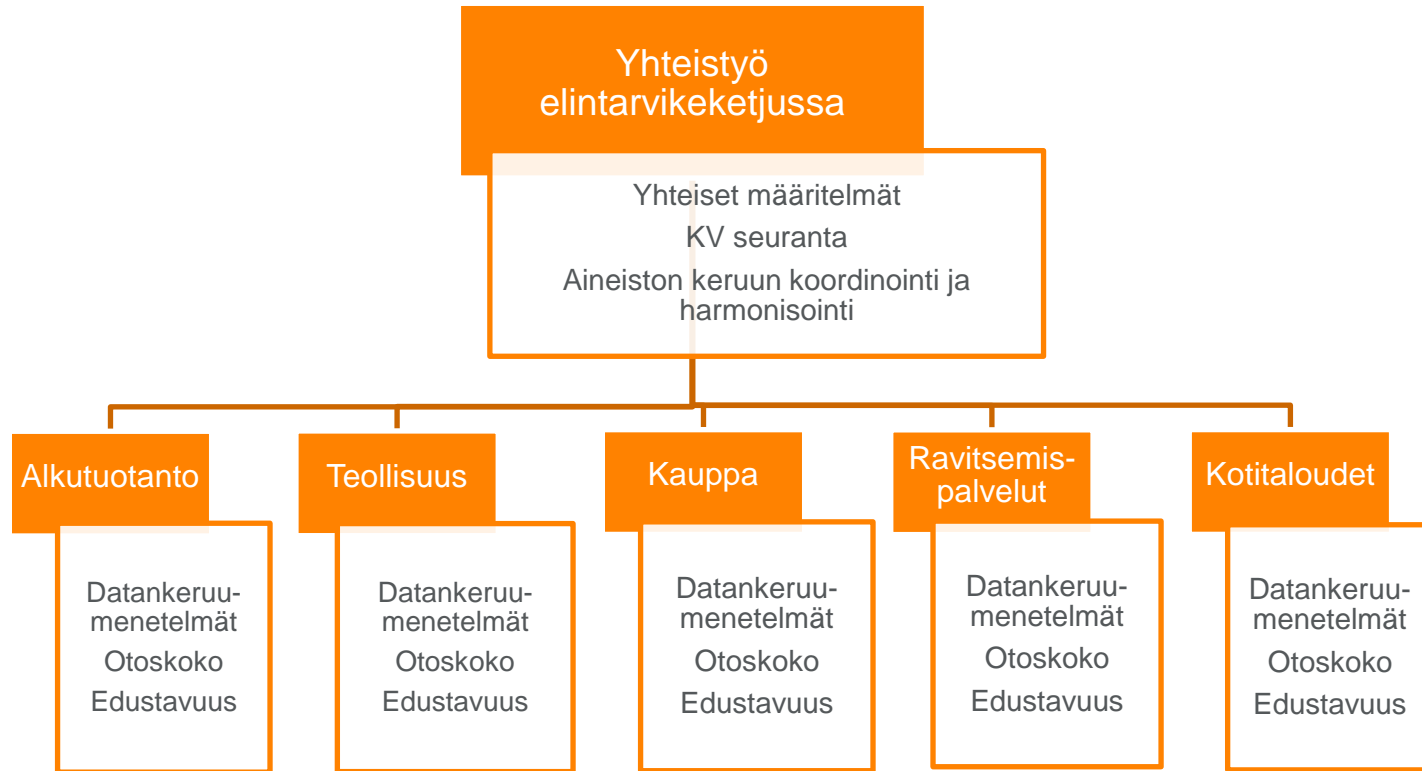 Yhteistyö
elintarvikeketjussa
Yhteiset määritelmät
KV seuranta
Aineiston keruun koordinointi ja
harmonisointi
Alkutuotanto
Datankeruu-
menetelmät
Otoskoko
Edustavuus
Teollisuus
Datankeruu-
menetelmät
Otoskoko
Edustavuus
Kauppa
Datankeruu-
menetelmät
Otoskoko
Edustavuus
Ravitsemis-
palvelut
Datankeruu-
menetelmät
Otoskoko
Edustavuus
Kotitaloudet
Datankeruu-
menetelmät
Otoskoko
Edustavuus